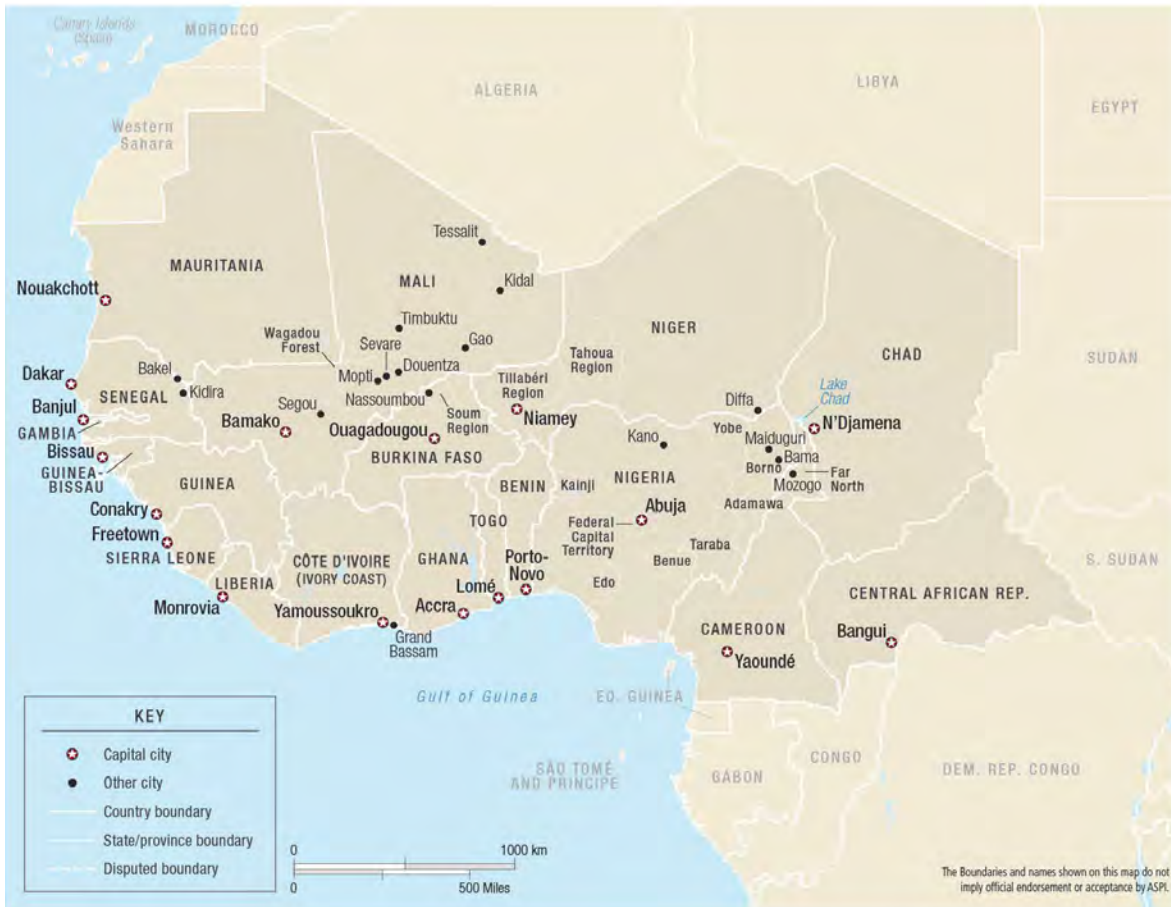 Canary Islands
España
MOROCCO
ALGERIA
LIBYA
EGYPT
Western
Sahara
Tessalit
MAURITANIA
MALI
Kidal
Nouakchott
NIGER
CHAD
SUDAN
Timbuktu
Wagadou
Forest
Sevare
Gao
Tahoua
Region
Douentza
Mopti
Tillabéri
Region
Dakar
Bakel
Kidira
SENEGAL
Nassoumbou
Soum
Region
Diffa
Lake
Chad
Banjul
GAMBIA
Segou
Bamako
Niamey
Yobe
N'Djamena
Ouagadougou
Kano
Maiduguri
Bissau
GUINEA-
BISSAU
BURKINA FASO
Borno
Bama
Mozogo
Far
North
GUINEA
BENIN
Kainji
NIGERIA
Adamawa
Conakry
Abuja
Freetown
TOGO
Federal
Capital
Territory
SIERRA LEONE
CÔTE D'IVOIRE
(IVORY COAST)
GHANA
Porto-
Novo
Taraba
Benue
S. SUDAN
LIBERIA
Lomé
Edo
CENTRAL AFRICAN REP.
Monrovia
Yamoussoukro
Accra
Grand
Bassam
CAMEROON
Bangui
Yaoundé
Gulf of Guinea
EQ. GUINEA
SÃO TOMÉ
AND PRINCIPE
GABON
CONGO
DEM. REP. CONGO
KEY
Capital city
Other city
Country boundary
State/province boundary
Disputed boundary
0
1000 km
0
500 Miles
The Boundaries and names shown on this map do not
imply official endorsement or acceptance by ASPI.